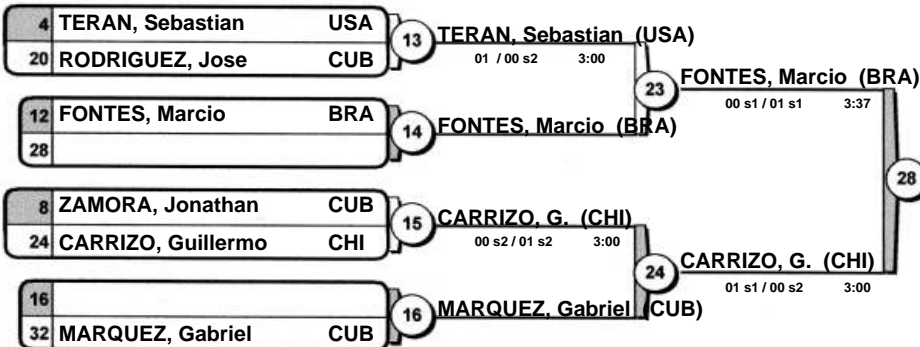 4 TERAN, Sebastian USA
20 RODRIGUEZ, Jose CUB
13
TERAN, Sebastian (USA)
01 / 00 s2 3:00
12 FONTES, Marcio BRA
28
14
FONTES, Marcio (BRA)
23
FONTES, Marcio (BRA)
00 s1 / 01 s1 3:37
8 ZAMORA, Jonathan CUB
24 CARRIZO, Guillermo CHI
15
CARRIZO, G. (CHI)
00 s2 / 01 s2 3:00
16
32 MARQUEZ, Gabriel CUB
16
MARQUEZ, Gabriel (CUB)
24
CARRIZO, G. (CHI)
01 s1 / 00 s2 3:00
28